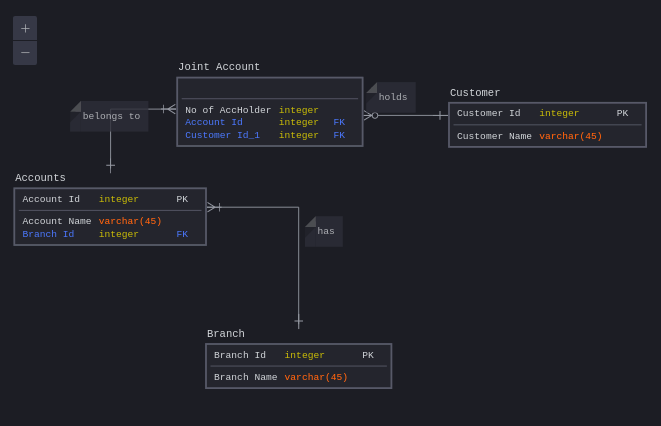 +
−
Joint Account
No of AccHolder integer
Account Id integer FK
Customer Id_1 integer FK
holds
Customer
Customer Id integer PK
Customer Name varchar(45)
belongs to
Accounts
Account Id integer PK
Account Name varchar(45)
Branch Id integer FK
has
Branch
Branch Id integer PK
Branch Name varchar(45)